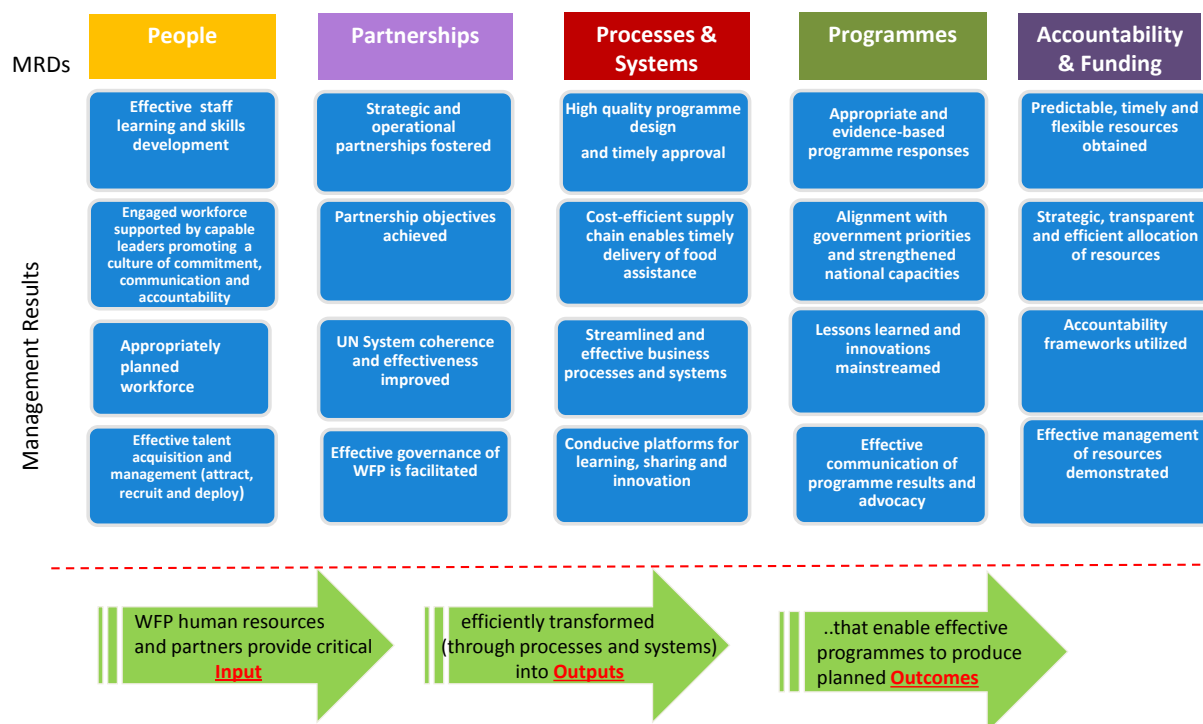 People
Partnerships
Processes &
Systems
Programmes
Accountability
& Funding
MRDs
Management Results
Effective staff
learning and skills
development
Strategic and
operational
partnerships fostered
High quality programme
design
and timely approval
Appropriate and
evidence-based
programme responses
Predictable, timely and
flexible resources
obtained
Engaged workforce
supported by capable
leaders promoting a
culture of commitment,
communication and
accountability
Partnership objectives
achieved
Cost-efficient supply
chain enables timely
delivery of food
assistance
Alignment with
government priorities
and strengthened
national capacities
Strategic, transparent
and efficient allocation
of resources
Appropriately
planned
workforce
UN System coherence
and effectiveness
improved
Streamlined and
effective business
processes and systems
Lessons learned and
innovations
mainstreamed
Accountability
frameworks utilized
Effective talent
acquisition and
management (attract,
recruit and deploy)
Effective governance of
WFP is facilitated
Conducive platforms for
learning, sharing and
innovation
Effective
communication of
programme results and
advocacy
Effective management
of resources
demonstrated
WFP human resources
and partners provide critical
Input
efficiently transformed
(through processes and systems)
into Outputs
..that enable effective
programmes to produce
planned Outcomes